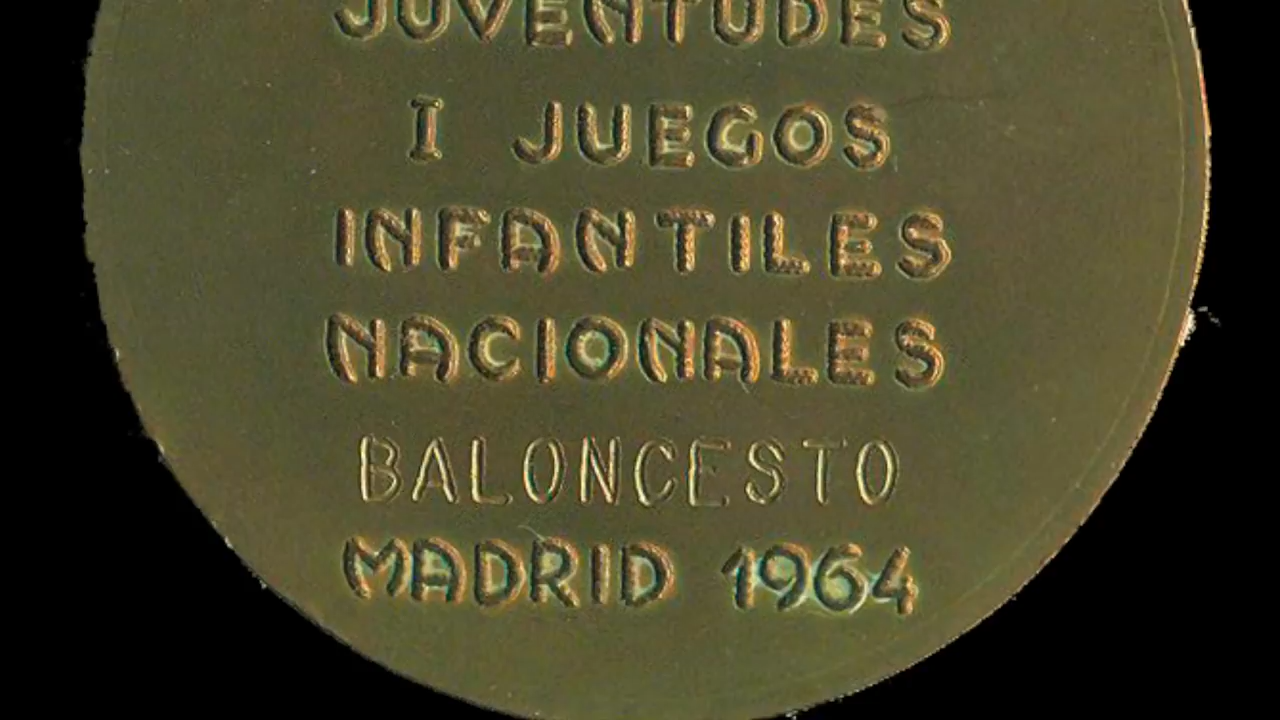 JUVENTUDES
I JUEGOS
INFANTILES
NACIONALES
BALONCESTO
MADRID 1964